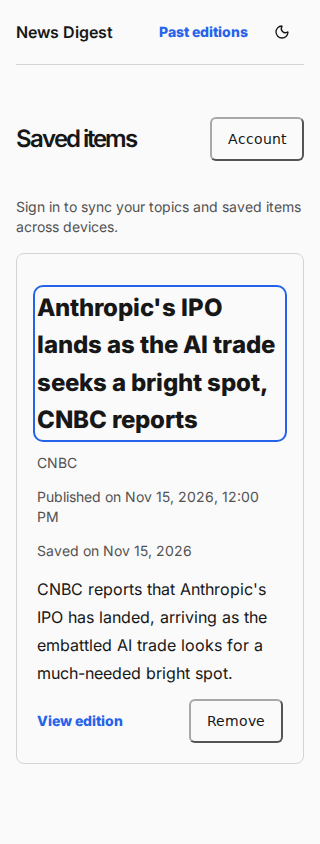 News Digest
Past editions
Saved items
Account
Sign in to sync your topics and saved items
across devices.
Anthropic's IPO
lands as the AI trade
seeks a bright spot,
CNBC reports
CNBC
Published on Nov 15, 2026, 12:00
PM
Saved on Nov 15, 2026
CNBC reports that Anthropic's
IPO has landed, arriving as the
embattled AI trade looks for a
much-needed bright spot.
View edition
Remove